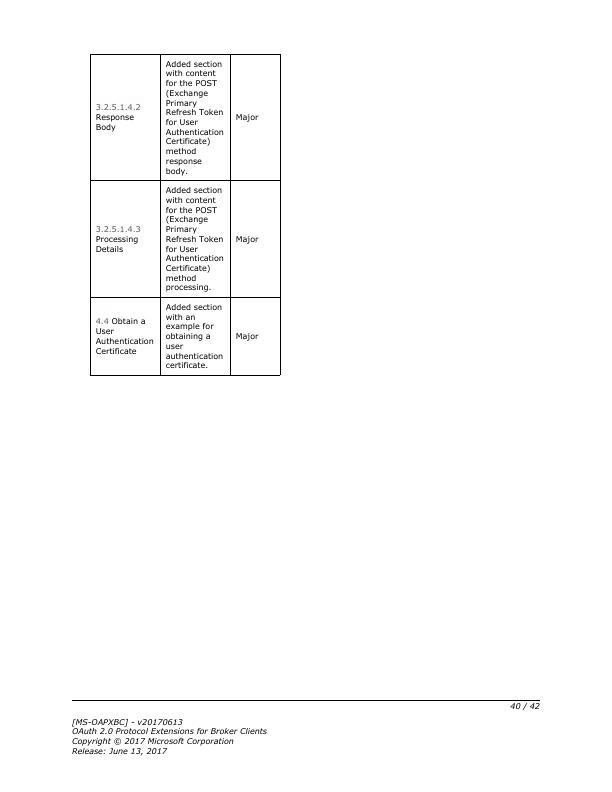 3.2.5.1.4.2
Response
Body
Added section
with content
for the POST
(Exchange
Primary
Refresh Token
for User
Authentication
Certificate)
method
response
body.
Major
3.2.5.1.4.3
Processing
Details
Added section
with content
for the POST
(Exchange
Primary
Refresh Token
for User
Authentication
Certificate)
method
processing.
Major
4.4 Obtain a
User
Authentication
Certificate
Added section
with an
example for
obtaining a
user
authentication
certificate.
Major
40 / 42
[MS-OAPXBC] - v20170613
OAuth 2.0 Protocol Extensions for Broker Clients
Copyright © 2017 Microsoft Corporation
Release: June 13, 2017